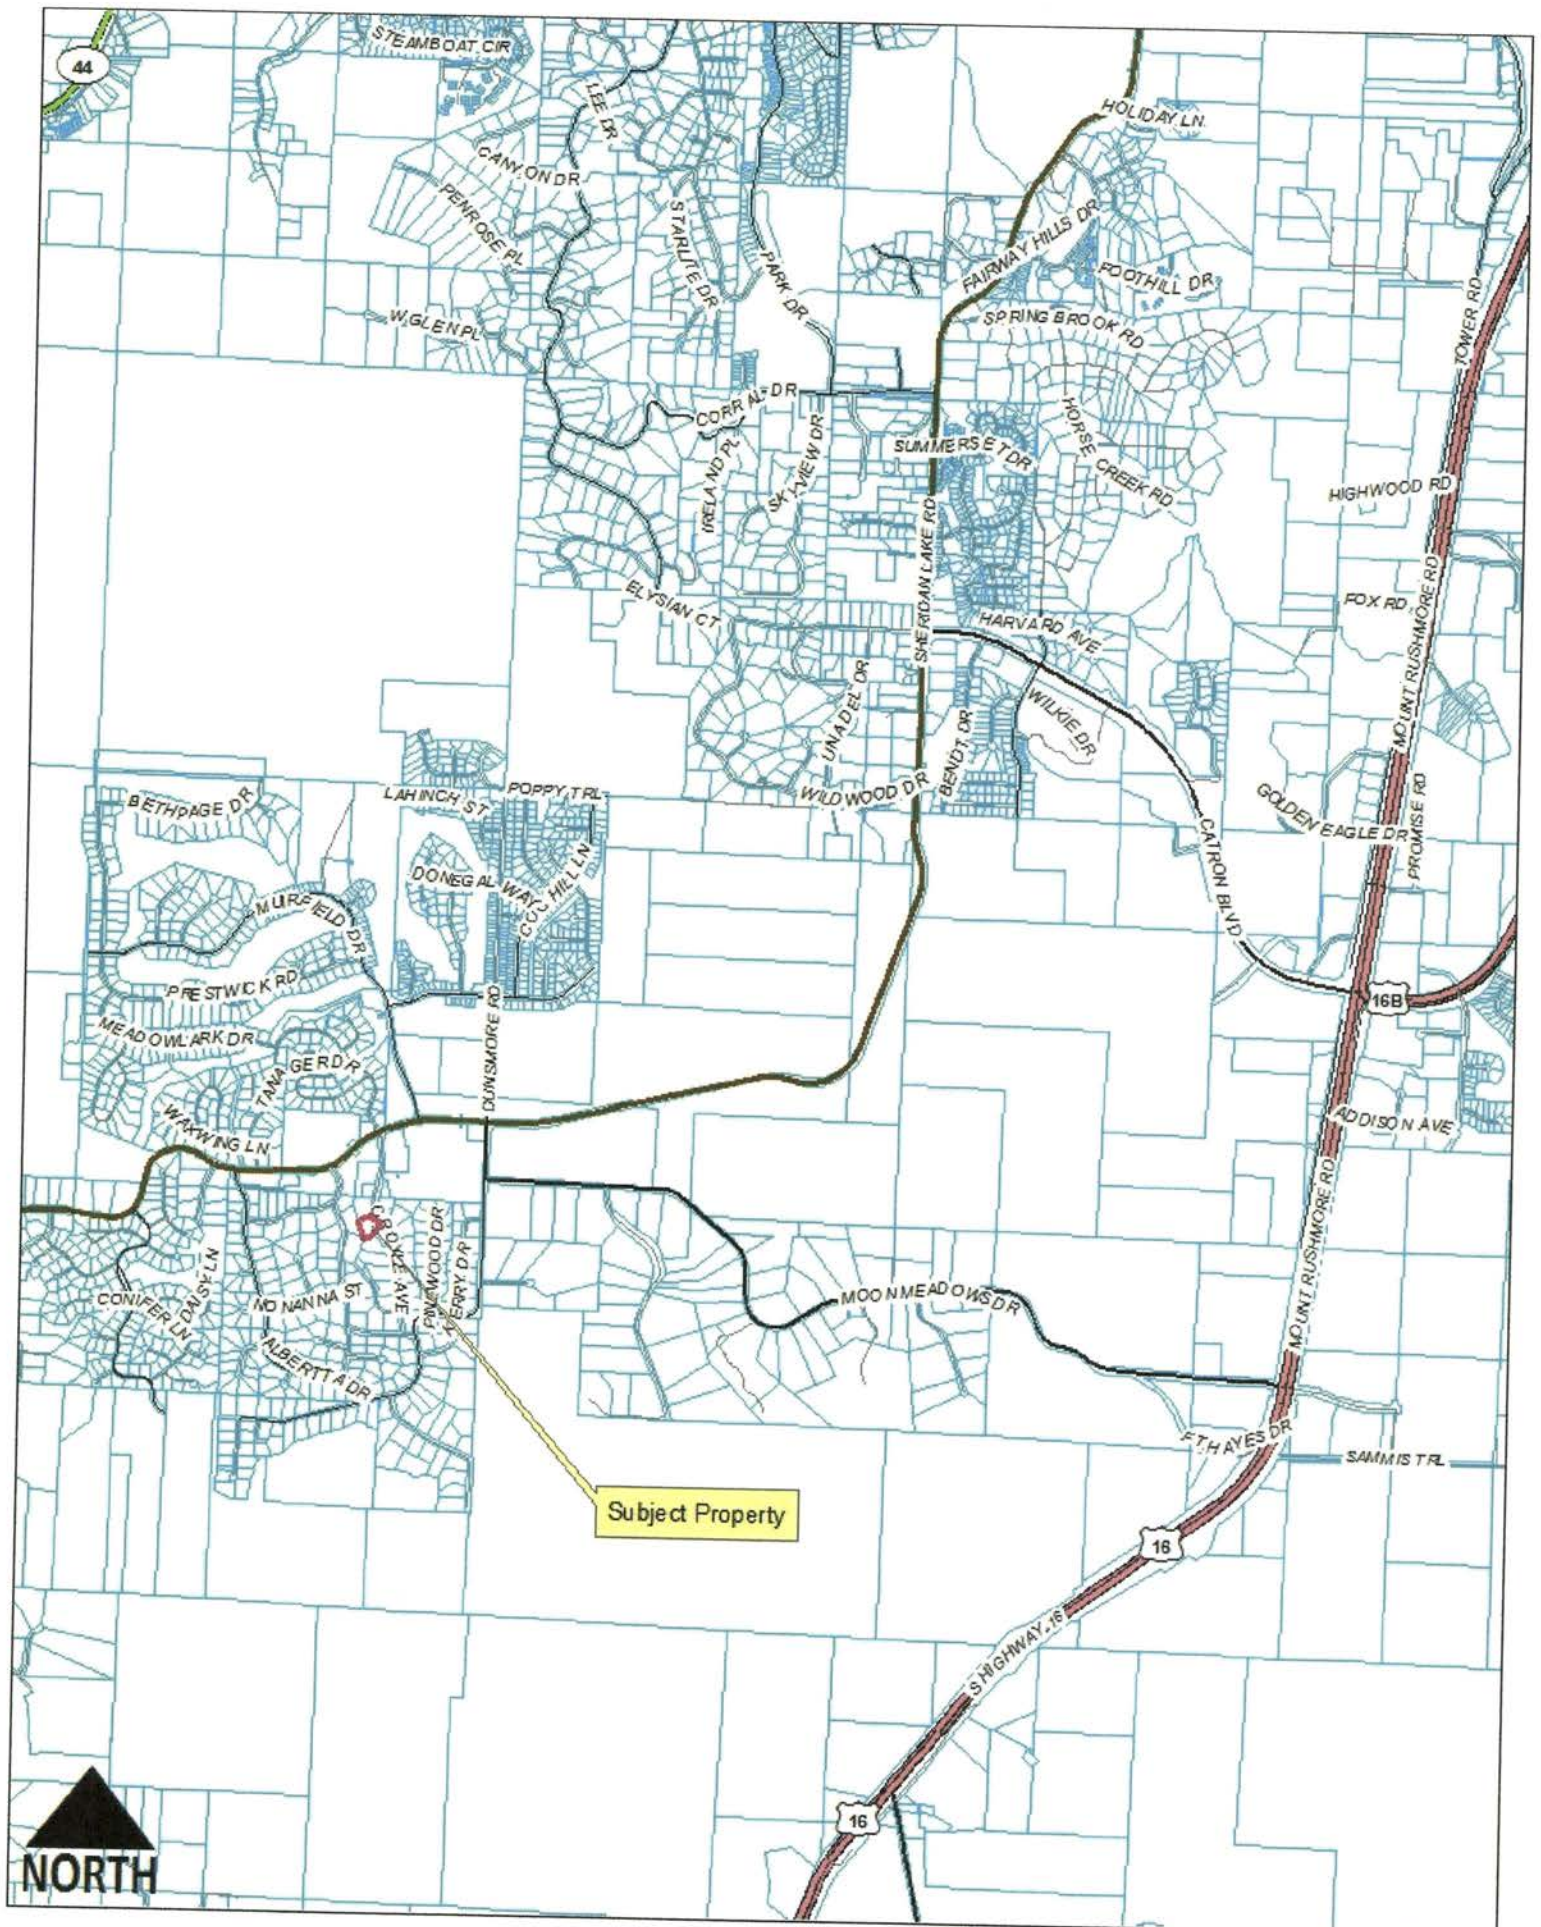 STEAMBOAT CIR
44
LEE DR
HOLIDAY LN
CANYON DR
PENROSE PL
STARLITE DR
PARK DR
FAIRWAY HILLS DR
FOOTHILL DR
W GLEN PL
SPRING BROOK RD
TOWER RD
CORRAL DR
SUMMERSET DR
HORSE CREEK RD
IRELAND PL
SKYVIEW DR
HIGHWOOD RD
SHERIDAN LAKE RD
ELYSIAN CT
HARVARD AVE
FOX RD
MOUNT RUSHMORE RD
UNADEL DR
WILKIE DR
BENDT DR
WILDWOOD DR
BETHPAGE DR
LAHINCH ST
POPPY TRL
GOLDEN EAGLE DR
PROMISE RD
CATRON BLVD
DONEGAL WAY
HILL LN
MUIRFIELD DR
PRESTWICK RD
16B
MEADOWLARK DR
TANAGER DR
DUNSMORE RD
WAXWING LN
ADDISON AVE
MOUNT RUSHMORE RD
CROYLE AVE
PINEWOOD DR
ERRY DR
DAISY LN
CONIFER LN
NONANNA ST
ALBERTTA DR
MOON MEADOWS DR
FT HAYES DR
SAMMIS TRL
Subject Property
16
S HIGHWAY 16
16
NORTH